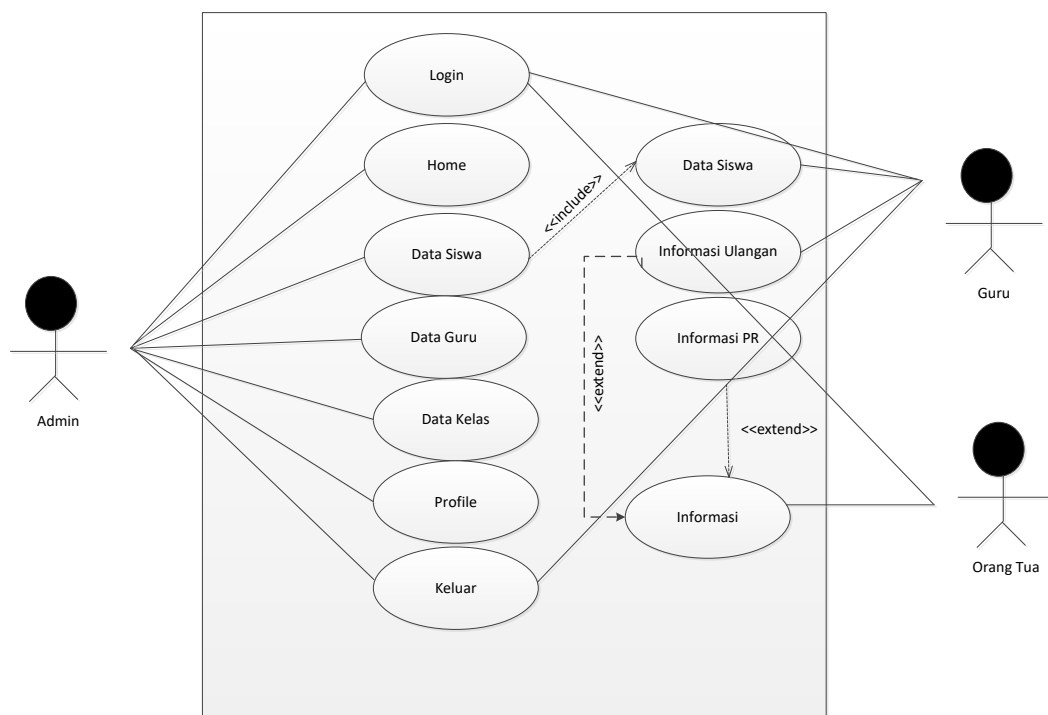 Login
Home
Data Siswa
Data Guru
Data Kelas
Profile
Keluar
<<include>>
Data Siswa
Informasi Ulangan
Informasi PR
<<extend>>
<<extend>>
Informasi
Admin
Guru
Orang Tua